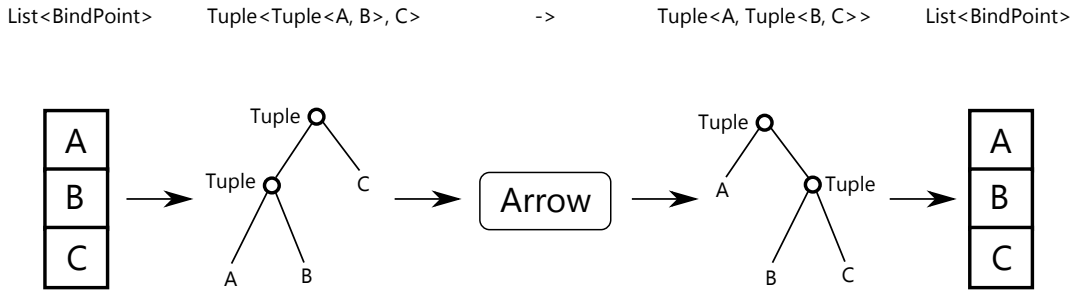 List<BindPoint> Tuple<Tuple<A, B>, C> -> Tuple<A, Tuple<B, C>> List<BindPoint>
A
B
C
Tuple
Tuple
C
A
B
Arrow
Tuple
A
Tuple
B
C
A
B
C